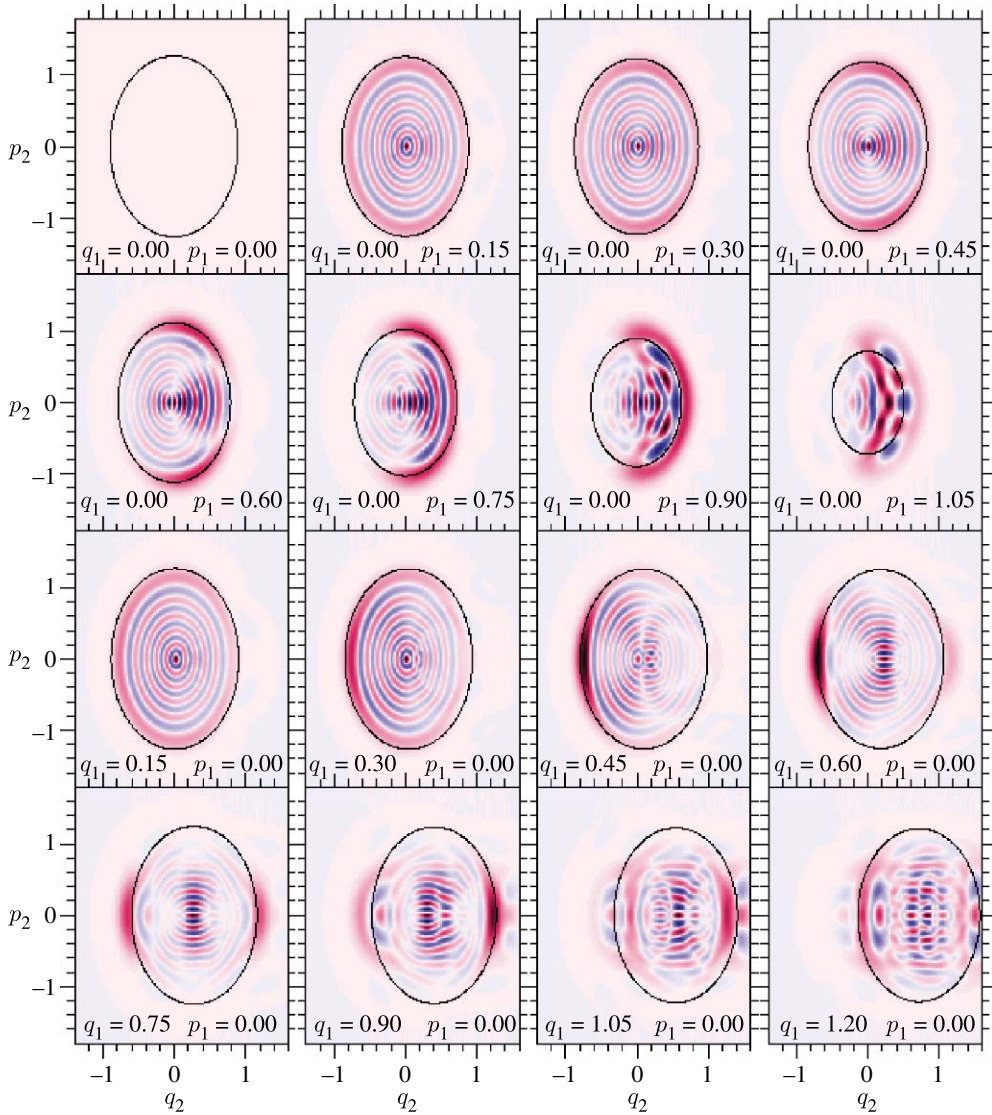 p2 1 0 −1
q1 = 0.00 p1 = 0.00 q1 = 0.00 p1 = 0.15 q1 = 0.00 p1 = 0.30 q1 = 0.00 p1 = 0.45
p2 1 0 −1
q1 = 0.00 p1 = 0.60 q1 = 0.00 p1 = 0.75 q1 = 0.00 p1 = 0.90 q1 = 0.00 p1 = 1.05
p2 1 0 −1
q1 = 0.15 p1 = 0.00 q1 = 0.30 p1 = 0.00 q1 = 0.45 p1 = 0.00 q1 = 0.60 p1 = 0.00
p2 1 0 −1
q1 = 0.75 p1 = 0.00 q1 = 0.90 p1 = 0.00 q1 = 1.05 p1 = 0.00 q1 = 1.20 p1 = 0.00
−1 0 1 −1 0 1 −1 0 1 −1 0 1
q2 q2 q2 q2